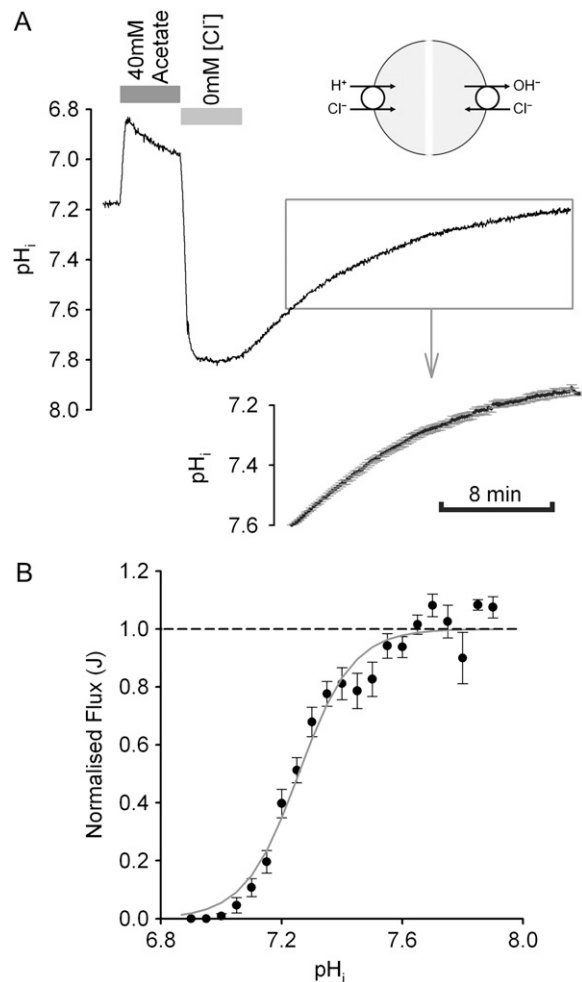 A
40mM
Acetate
0mM [Cl⁻]
H⁺
Cl⁻
OH⁻
Cl⁻
6.8
7.0
7.2
7.4
7.6
7.8
8.0
pHᵢ
7.2
7.4
7.6
pHᵢ
8 min
B
1.2
1.0
0.8
0.6
0.4
0.2
0.0
Normalised Flux (J)
6.8 7.2 7.6 8.0
pHᵢ